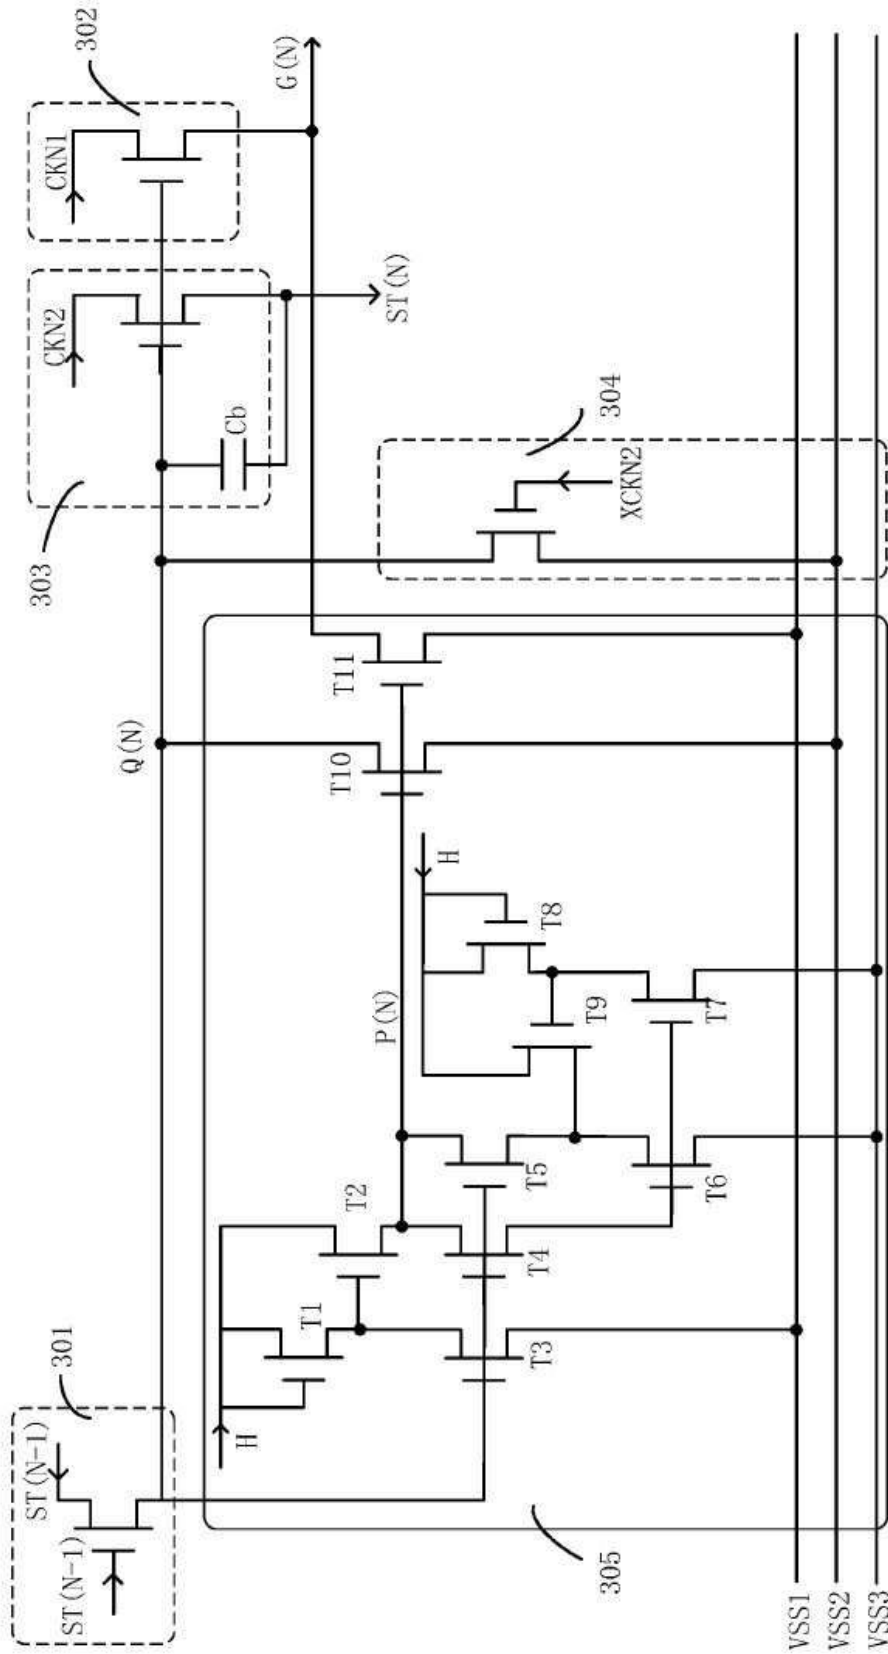 302
G(N)
CKN1
CKN2
ST(N)
Cb
304
XCKN2
303
T11
Q(N)
T10
H
T8
P(N)
T9
T7
T5
T6
T2
T4
T1
T3
301
H
ST(N-1)
ST(N-1)
305
VSS1
VSS2
VSS3